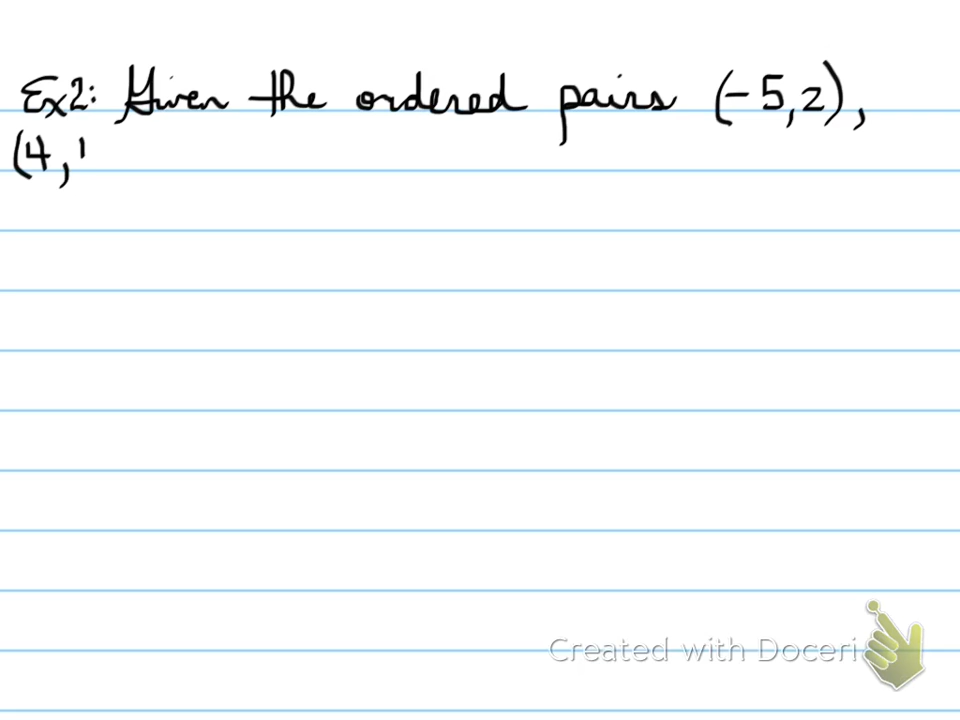 Ex2: Given the ordered pairs (-5,2),
(4,1
Created with Doceri